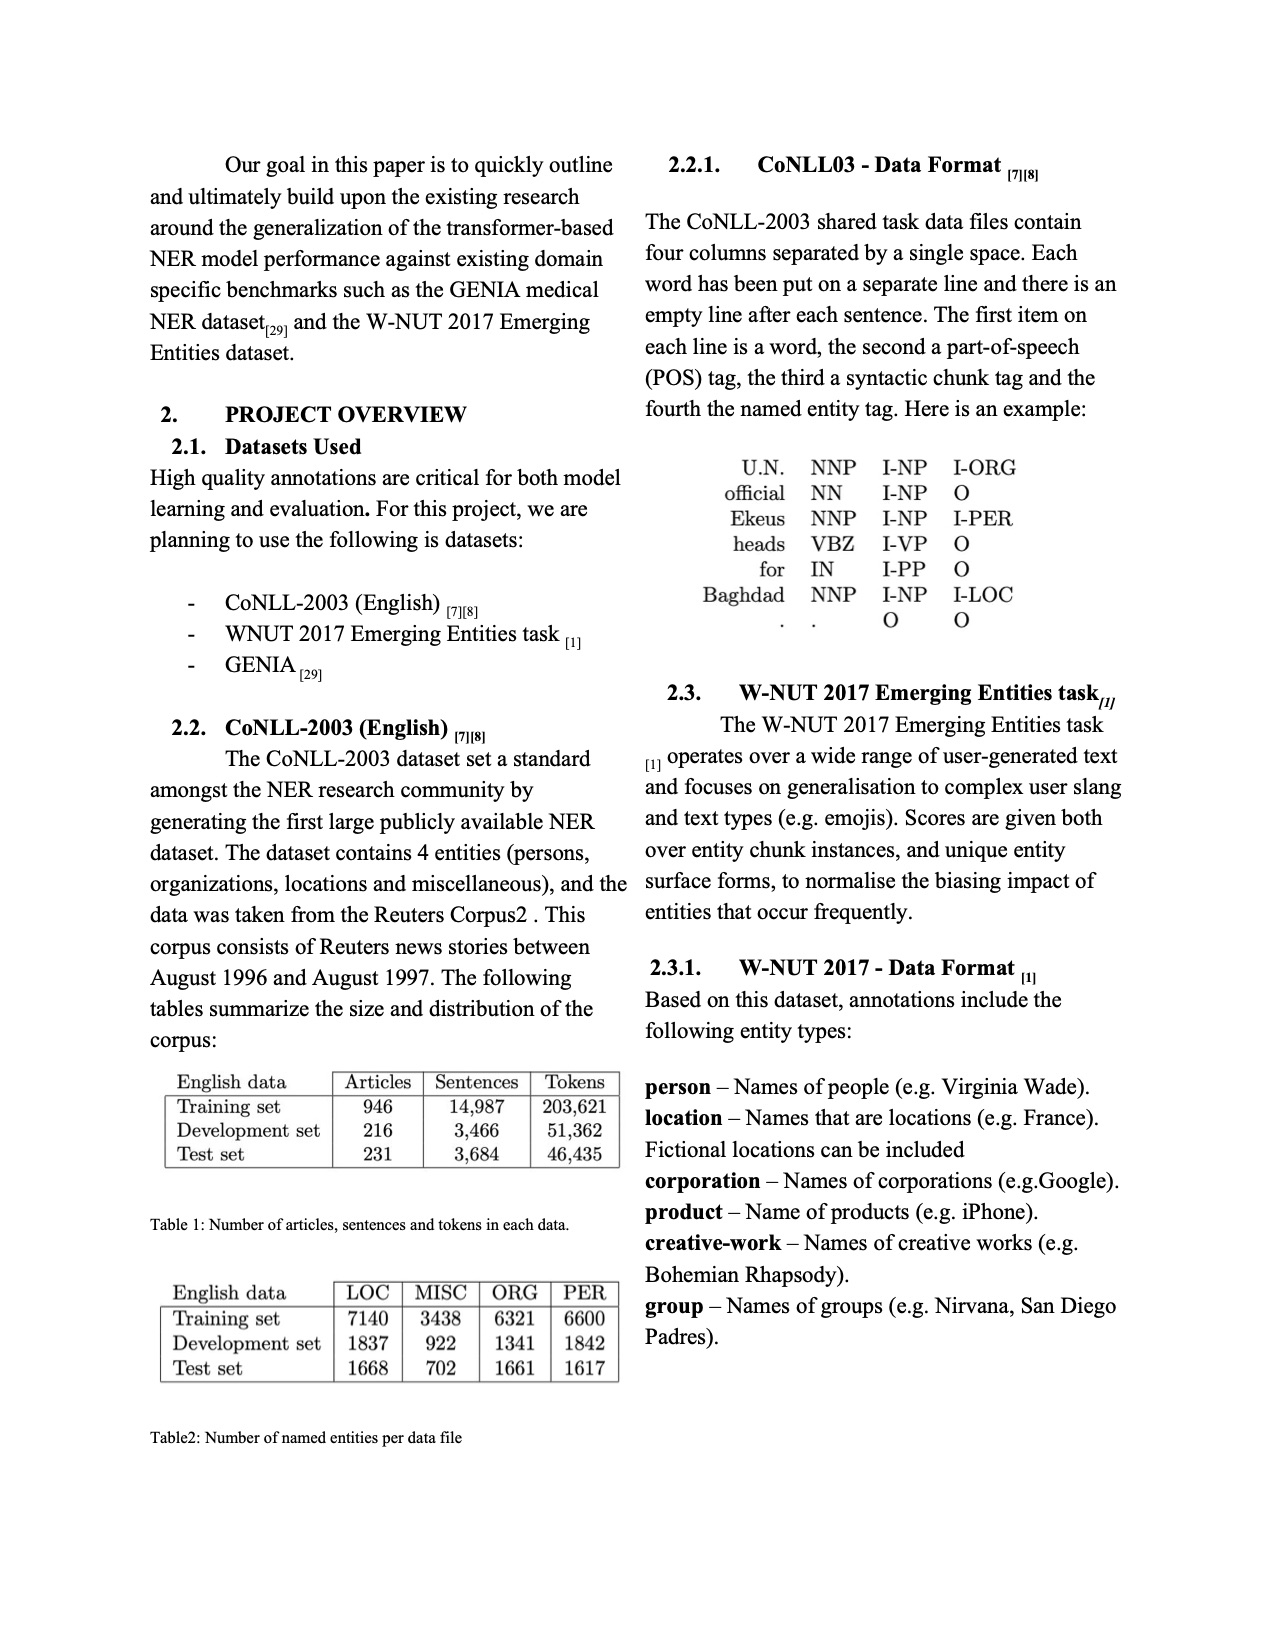 Our goal in this paper is to quickly outline
and ultimately build upon the existing research
around the generalization of the transformer-based
NER model performance against existing domain
specific benchmarks such as the GENIA medical
NER dataset[29] and the W-NUT 2017 Emerging
Entities dataset.
2. PROJECT OVERVIEW
2.1. Datasets Used
High quality annotations are critical for both model
learning and evaluation. For this project, we are
planning to use the following is datasets:
- CoNLL-2003 (English) [7][8]
- WNUT 2017 Emerging Entities task [1]
- GENIA [29]
2.2. CoNLL-2003 (English) [7][8]
The CoNLL-2003 dataset set a standard
amongst the NER research community by
generating the first large publicly available NER
dataset. The dataset contains 4 entities (persons,
organizations, locations and miscellaneous), and the
data was taken from the Reuters Corpus2 . This
corpus consists of Reuters news stories between
August 1996 and August 1997. The following
tables summarize the size and distribution of the
corpus:
English data Articles Sentences Tokens
Training set 946 14,987 203,621
Development set 216 3,466 51,362
Test set 231 3,684 46,435
Table 1: Number of articles, sentences and tokens in each data.
English data LOC MISC ORG PER
Training set 7140 3438 6321 6600
Development set 1837 922 1341 1842
Test set 1668 702 1661 1617
Table2: Number of named entities per data file
2.2.1. CoNLL03 - Data Format [7][8]
The CoNLL-2003 shared task data files contain
four columns separated by a single space. Each
word has been put on a separate line and there is an
empty line after each sentence. The first item on
each line is a word, the second a part-of-speech
(POS) tag, the third a syntactic chunk tag and the
fourth the named entity tag. Here is an example:
U.N. NNP I-NP I-ORG
official NN I-NP O
Ekeus NNP I-NP I-PER
heads VBZ I-VP O
for IN I-PP O
Baghdad NNP I-NP I-LOC
. . O O
2.3. W-NUT 2017 Emerging Entities task[1]
The W-NUT 2017 Emerging Entities task
[1] operates over a wide range of user-generated text
and focuses on generalisation to complex user slang
and text types (e.g. emojis). Scores are given both
over entity chunk instances, and unique entity
surface forms, to normalise the biasing impact of
entities that occur frequently.
2.3.1. W-NUT 2017 - Data Format [1]
Based on this dataset, annotations include the
following entity types:
person – Names of people (e.g. Virginia Wade).
location – Names that are locations (e.g. France).
Fictional locations can be included
corporation – Names of corporations (e.g.Google).
product – Name of products (e.g. iPhone).
creative-work – Names of creative works (e.g.
Bohemian Rhapsody).
group – Names of groups (e.g. Nirvana, San Diego
Padres).